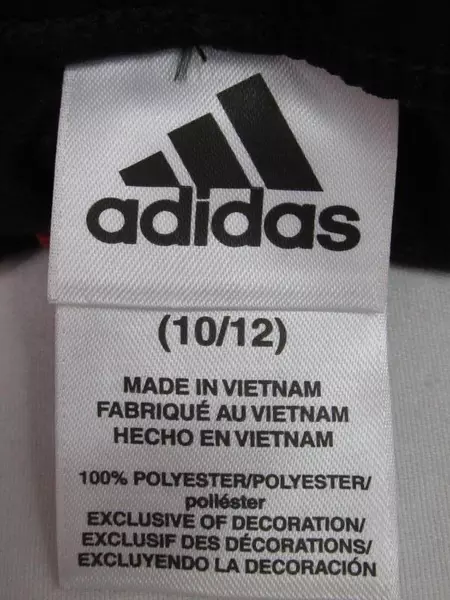 adidas
(10/12)
MADE IN VIETNAM
FABRIQUÉ AU VIETNAM
HECHO EN VIETNAM
100% POLYESTER/POLYESTER/
poliéster
EXCLUSIVE OF DECORATION/
EXCLUSIF DES DÉCORATIONS/
EXCLUYENDO LA DECORACIÓN